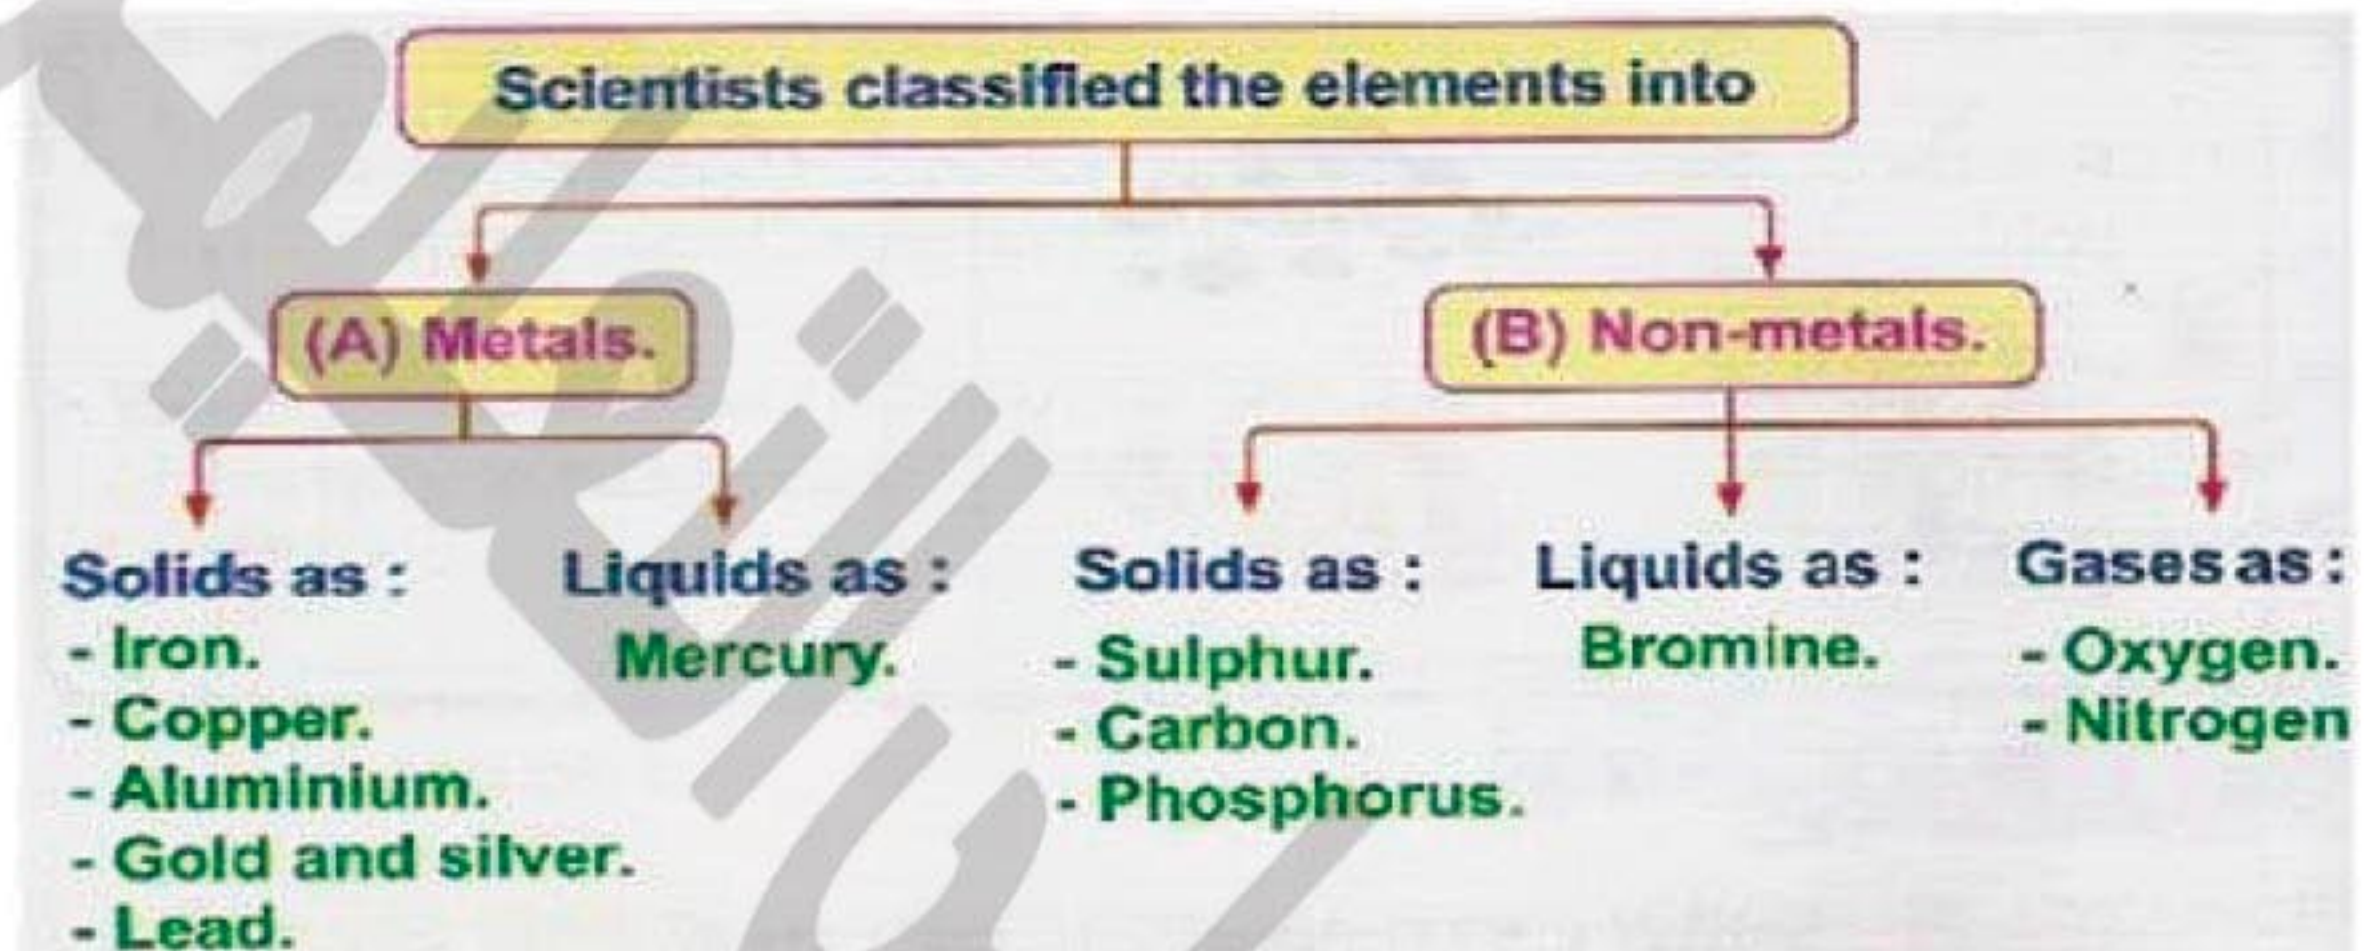 Scientists classified the elements into
(A) Metals.
(B) Non-metals.
Solids as :
- Iron.
- Copper.
- Aluminium.
- Gold and silver.
- Lead.
Liquids as :
Mercury.
Solids as :
- Sulphur.
- Carbon.
- Phosphorus.
Liquids as :
Bromine.
Gases as :
- Oxygen.
- Nitrogen